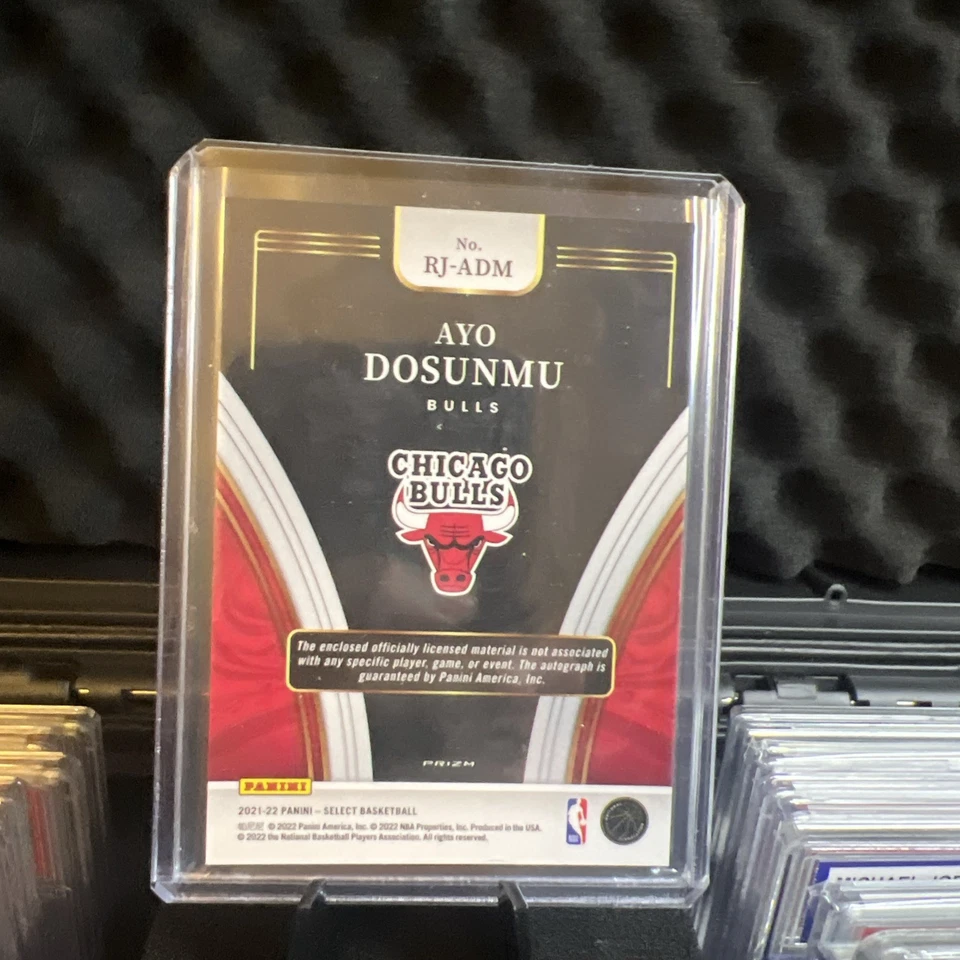 No.
RJ-ADM
AYO
DOSUNMU
BULLS
CHICAGO
BULLS
The enclosed officially licensed material is not associated
with any specific player, game, or event. The autograph is
guaranteed by Panini America, Inc.
PRIZM
PANINI
2021-22 PANINI – SELECT BASKETBALL
© 2022 Panini America, Inc. © 2022 NBA Properties, Inc. Produced in the USA.
© 2022 the National Basketball Players Association. All rights reserved.
MICHAEL